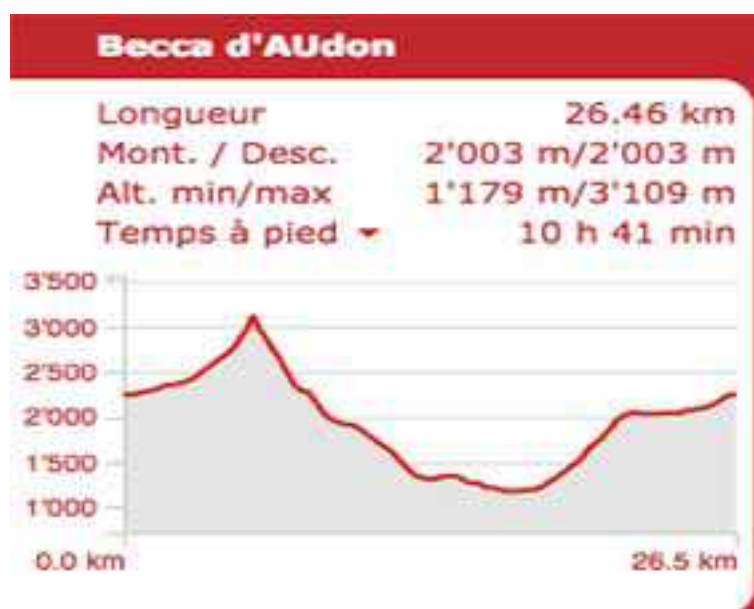 Becca d'AUdon
Longueur 26.46 km
Mont. / Desc. 2'003 m/2'003 m
Alt. min/max 1'179 m/3'109 m
Temps à pied 10 h 41 min
3'500
3'000
2'500
2'000
1'500
1'000
0.0 km 26.5 km